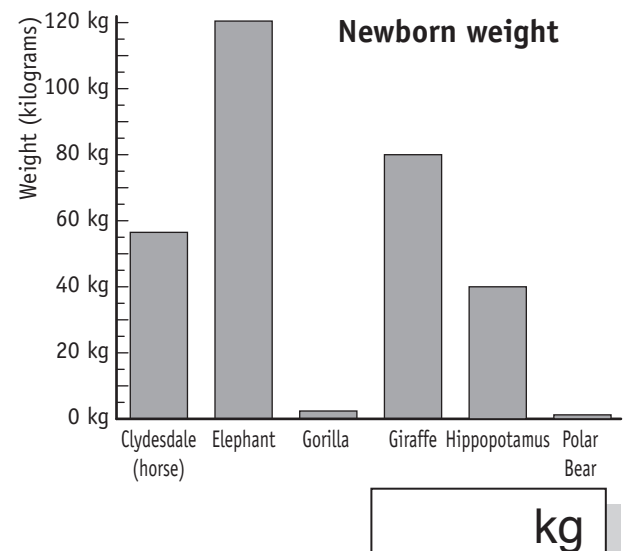 Newborn weight
Weight (kilograms)
120 kg
100 kg
80 kg
60 kg
40 kg
20 kg
0 kg
Clydesdale (horse)
Elephant
Gorilla
Giraffe
Hippopotamus
Polar Bear
kg